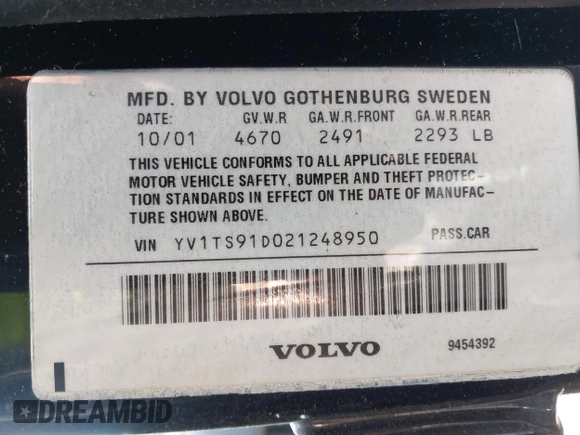 MFD. BY VOLVO GOTHENBURG SWEDEN
DATE: GV.W.R GA.W.R.FRONT GA.W.R.REAR
10/01 4670 2491 2293 LB
THIS VEHICLE CONFORMS TO ALL APPLICABLE FEDERAL
MOTOR VEHICLE SAFETY, BUMPER AND THEFT PROTEC-
TION STANDARDS IN EFFECT ON THE DATE OF MANUFAC-
TURE SHOWN ABOVE.
VIN YV1TS91D021248950 PASS.CAR
VOLVO 9454392
DREAMBID